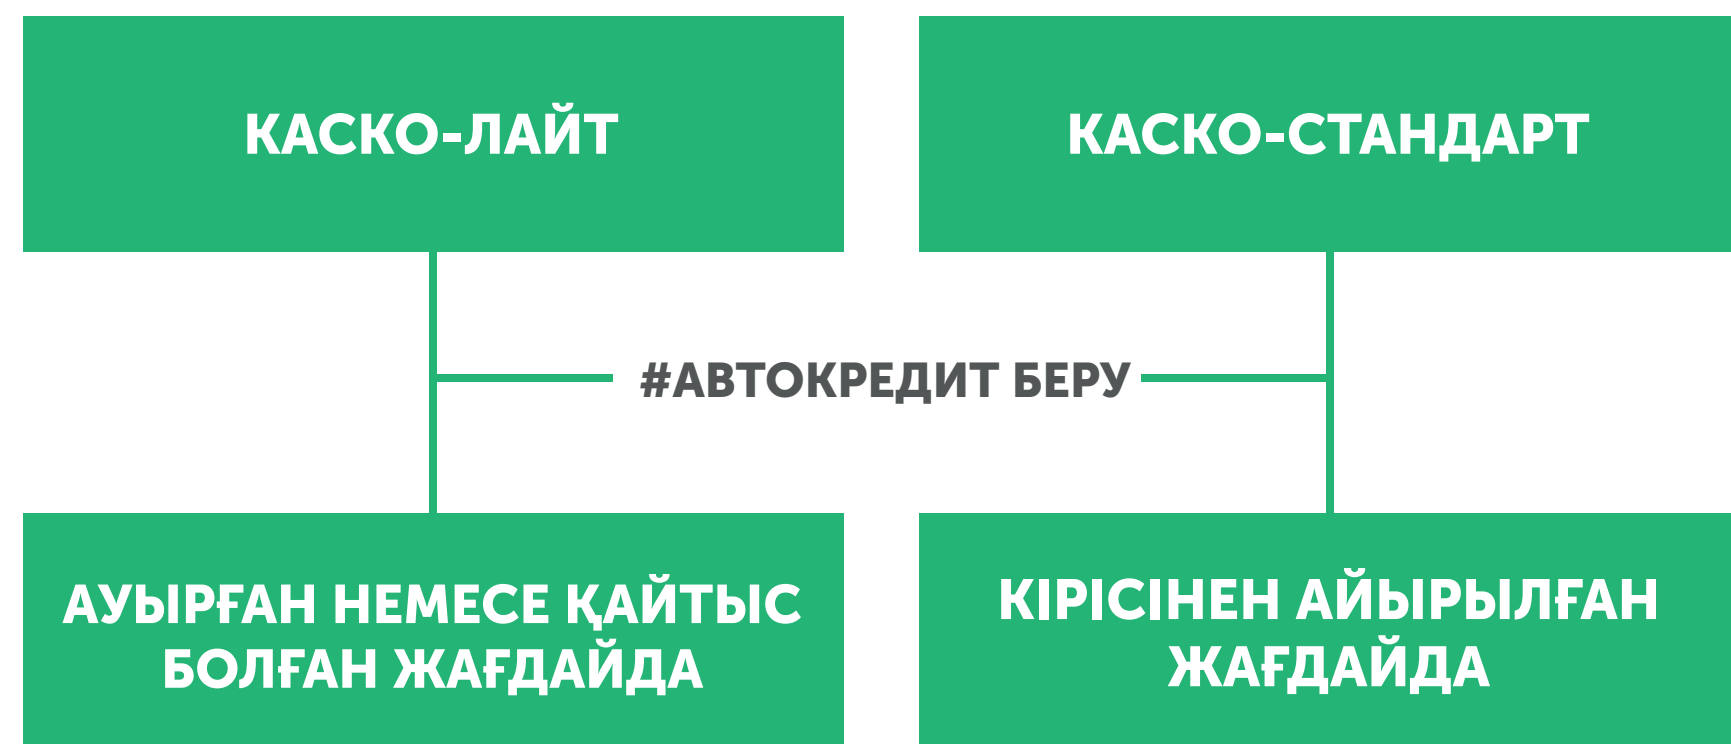 КАСКО-ЛАЙТ
КАСКО-СТАНДАРТ
#АВТОКРЕДИТ БЕРУ
АУЫРҒАН НЕМЕСЕ ҚАЙТЫС
БОЛҒАН ЖАҒДАЙДА
КІРІСІНЕН АЙЫРЫЛҒАН
ЖАҒДАЙДА